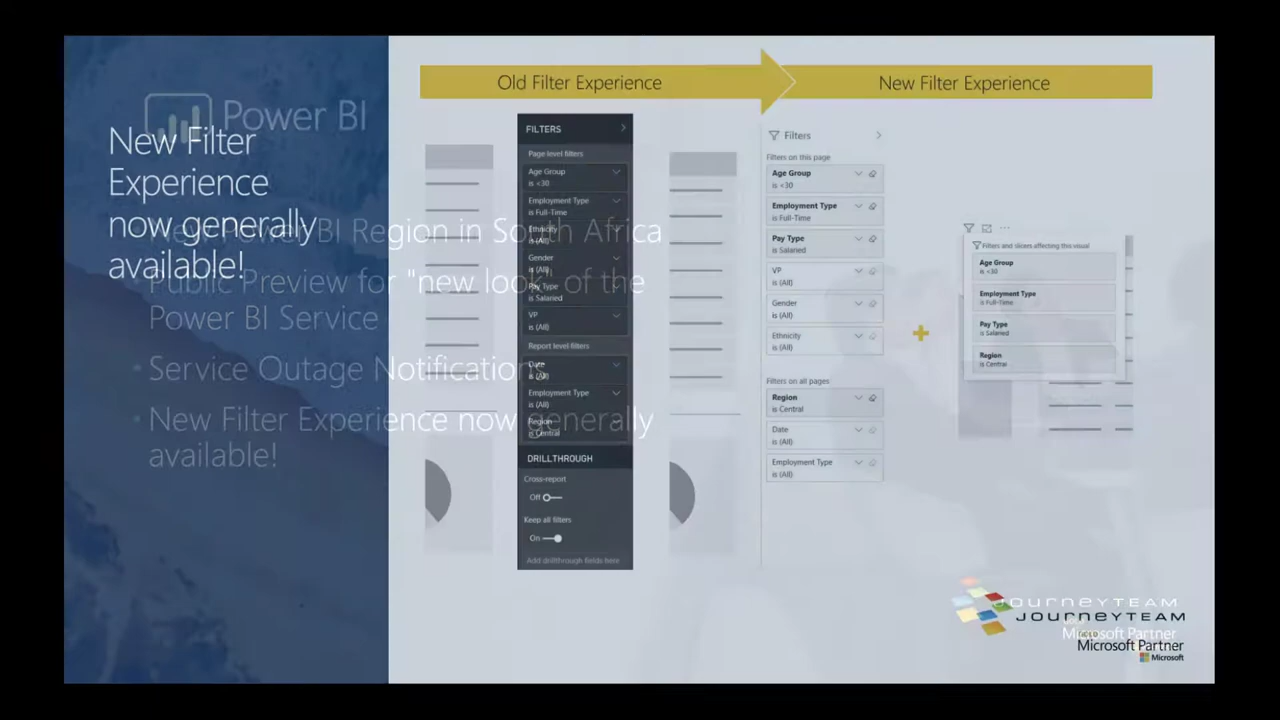 Power BI
New Power BI Region in South Africa
Public Preview for "new look" of the
Power BI Service
Service Outage Notification
New Filter Experience now generally
available!
New Filter
Experience
now generally
available!
Old Filter Experience
New Filter Experience
FILTERS
Page level filters
Age Group
is <30
Employment Type
is Full-Time
Ethnicity
is (All)
Gender
is (All)
Pay Type
is Salaried
VP
is (All)
Report level filters
Date
is (All)
Employment Type
is (All)
Region
is Central
DRILLTHROUGH
Cross-report
Off
Keep all filters
On
Add drillthrough fields here
Filters
Filters on this page
Age Group
is <30
Employment Type
is Full-Time
Pay Type
is Salaried
VP
is (All)
Gender
is (All)
Ethnicity
is (All)
Filters on all pages
Region
is Central
Date
is (All)
Employment Type
is (All)
+
Filters and slicers affecting this visual
Age Group
is <30
Employment Type
is Full-Time
Pay Type
is Salaried
Region
is Central
JOURNEYTEAM
JOURNEYTEAM
Microsoft Partner
Microsoft Partner
Microsoft